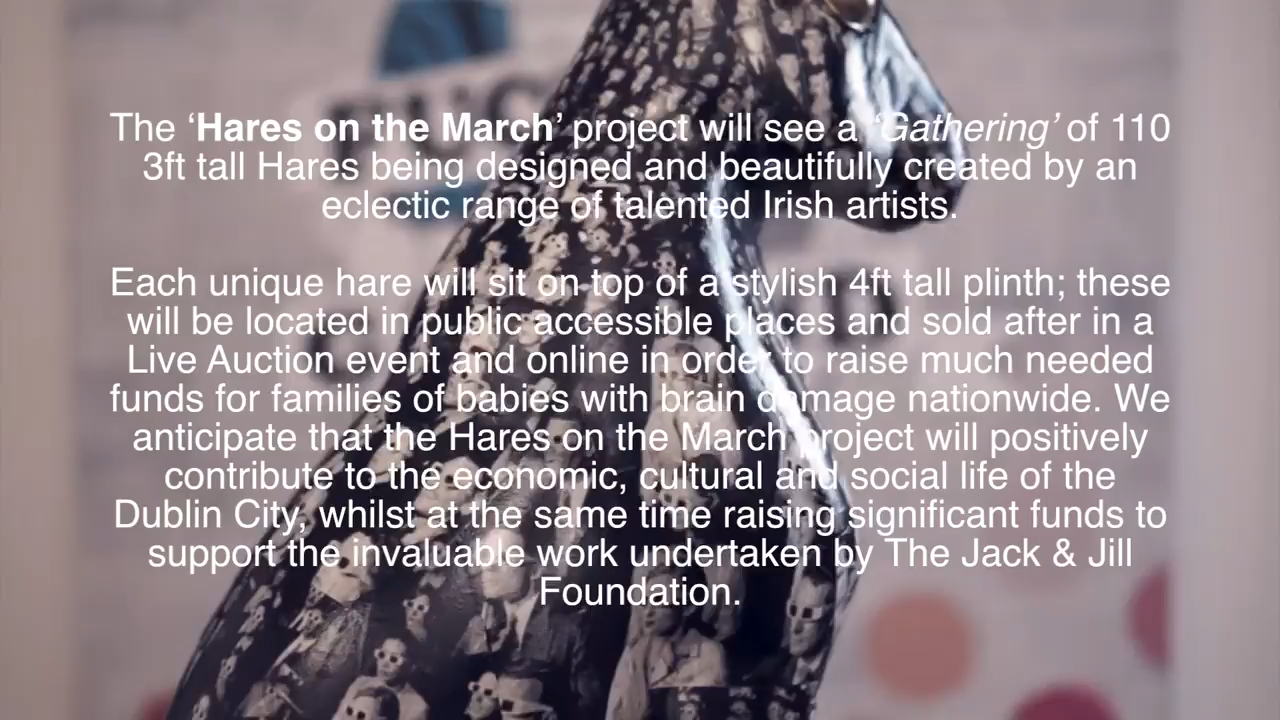 The ‘Hares on the March’ project will see a ‘Gathering’ of 110
3ft tall Hares being designed and beautifully created by an
eclectic range of talented Irish artists.
Each unique hare will sit on top of a stylish 4ft tall plinth; these
will be located in public accessible places and sold after in a
Live Auction event and online in order to raise much needed
funds for families of babies with brain damage nationwide. We
anticipate that the Hares on the March project will positively
contribute to the economic, cultural and social life of the
Dublin City, whilst at the same time raising significant funds to
support the invaluable work undertaken by The Jack & Jill
Foundation.